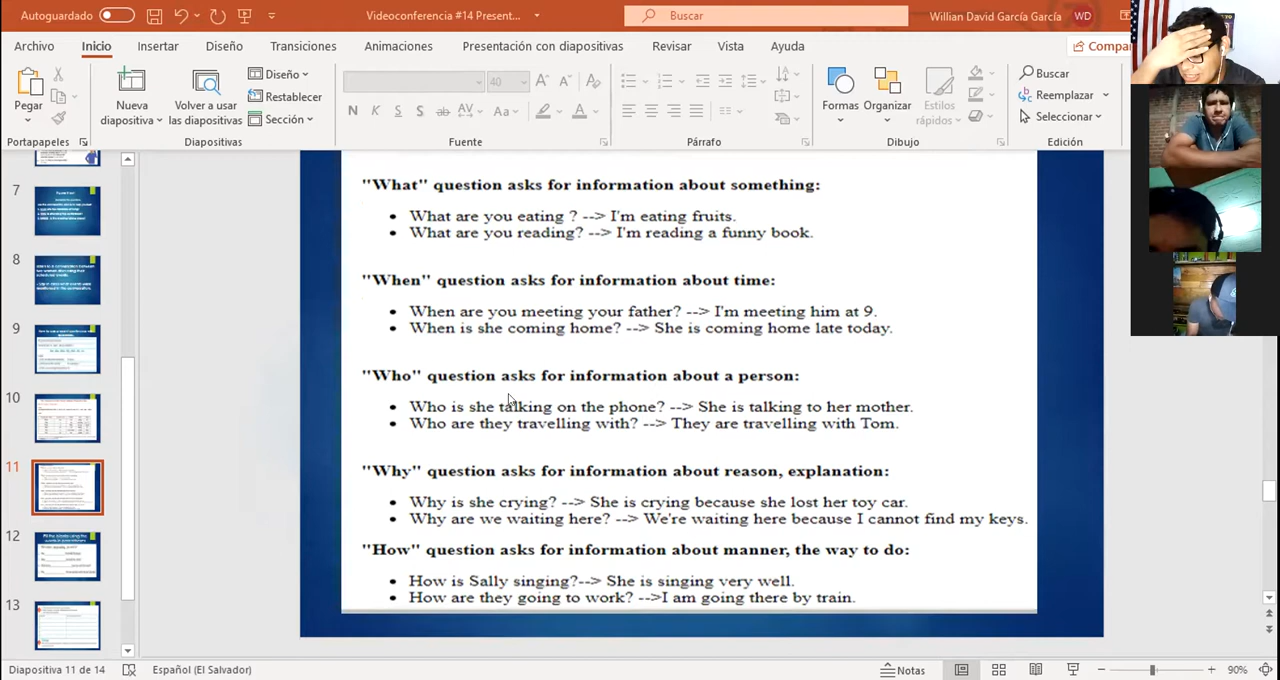 Autoguardado
Videoconferencia #14 Present...
Buscar
Willian David García García
WD
Archivo
Inicio
Insertar
Diseño
Transiciones
Animaciones
Presentación con diapositivas
Revisar
Vista
Ayuda
Pegar
Nueva
diapositiva
Volver a usar
las diapositivas
Diseño
Restablecer
Sección
40
N K S S ab AV Aa
Formas
Organizar
Estilos
rápidos
Buscar
Reemplazar
Seleccionar
Portapapeles
Diapositivas
Fuente
Párrafo
Dibujo
Edición
7
8
9
10
11
12
13
"What" question asks for information about something:
• What are you eating ? --> I'm eating fruits.
• What are you reading? --> I'm reading a funny book.
"When" question asks for information about time:
• When are you meeting your father? --> I'm meeting him at 9.
• When is she coming home? --> She is coming home late today.
"Who" question asks for information about a person:
• Who is she talking on the phone? --> She is talking to her mother.
• Who are they travelling with? --> They are travelling with Tom.
"Why" question asks for information about reason, explanation:
• Why is she crying? --> She is crying because she lost her toy car.
• Why are we waiting here? --> We're waiting here because I cannot find my keys.
"How" question asks for information about manner, the way to do:
• How is Sally singing?--> She is singing very well.
• How are they going to work? -->I am going there by train.
Diapositiva 11 de 14
Español (El Salvador)
Notas
90%